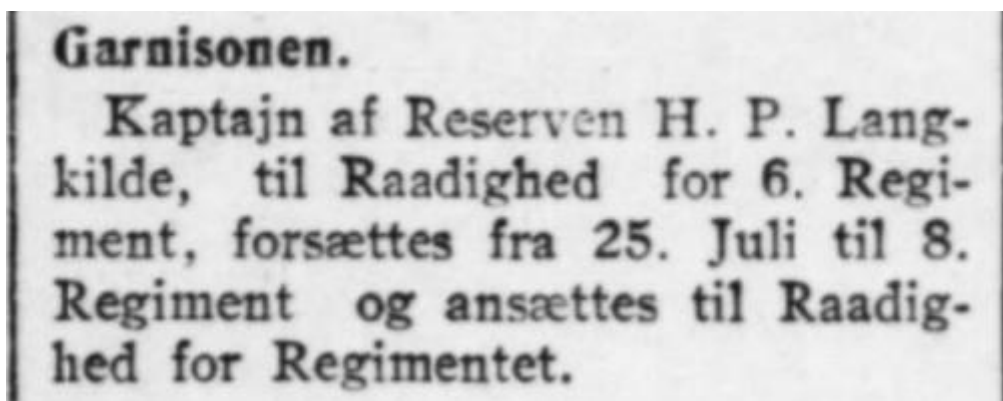 Garnisonen.
Kaptajn af Reserven H. P. Lang-
kilde, til Raadighed for 6. Regi-
ment, forsættes fra 25. Juli til 8.
Regiment og ansættes til Raadig-
hed for Regimentet.